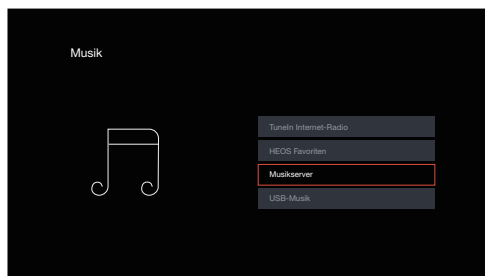 Musik
TuneIn Internet-Radio
HEOS Favoriten
Musikserver
USB-Musik